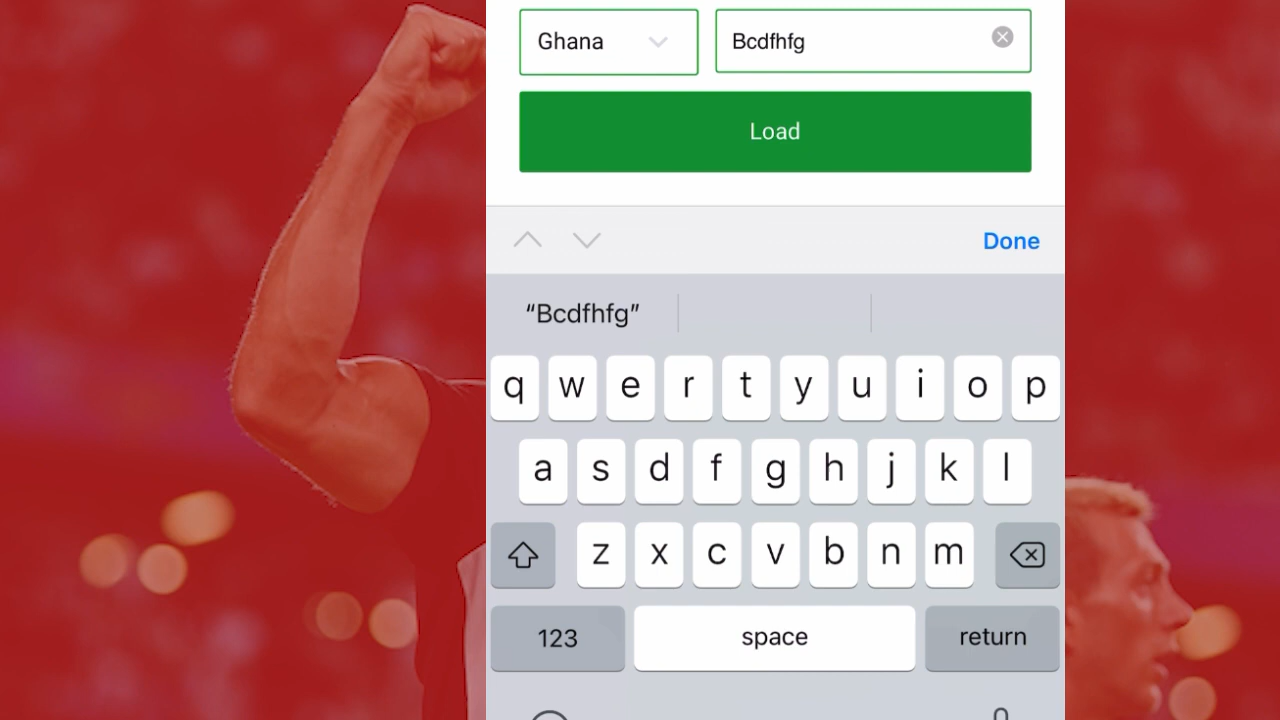 Ghana Bcdfhfg
Load
Done
“Bcdfhfg”
q w e r t y u i o p
a s d f g h j k l
z x c v b n m
123 space return